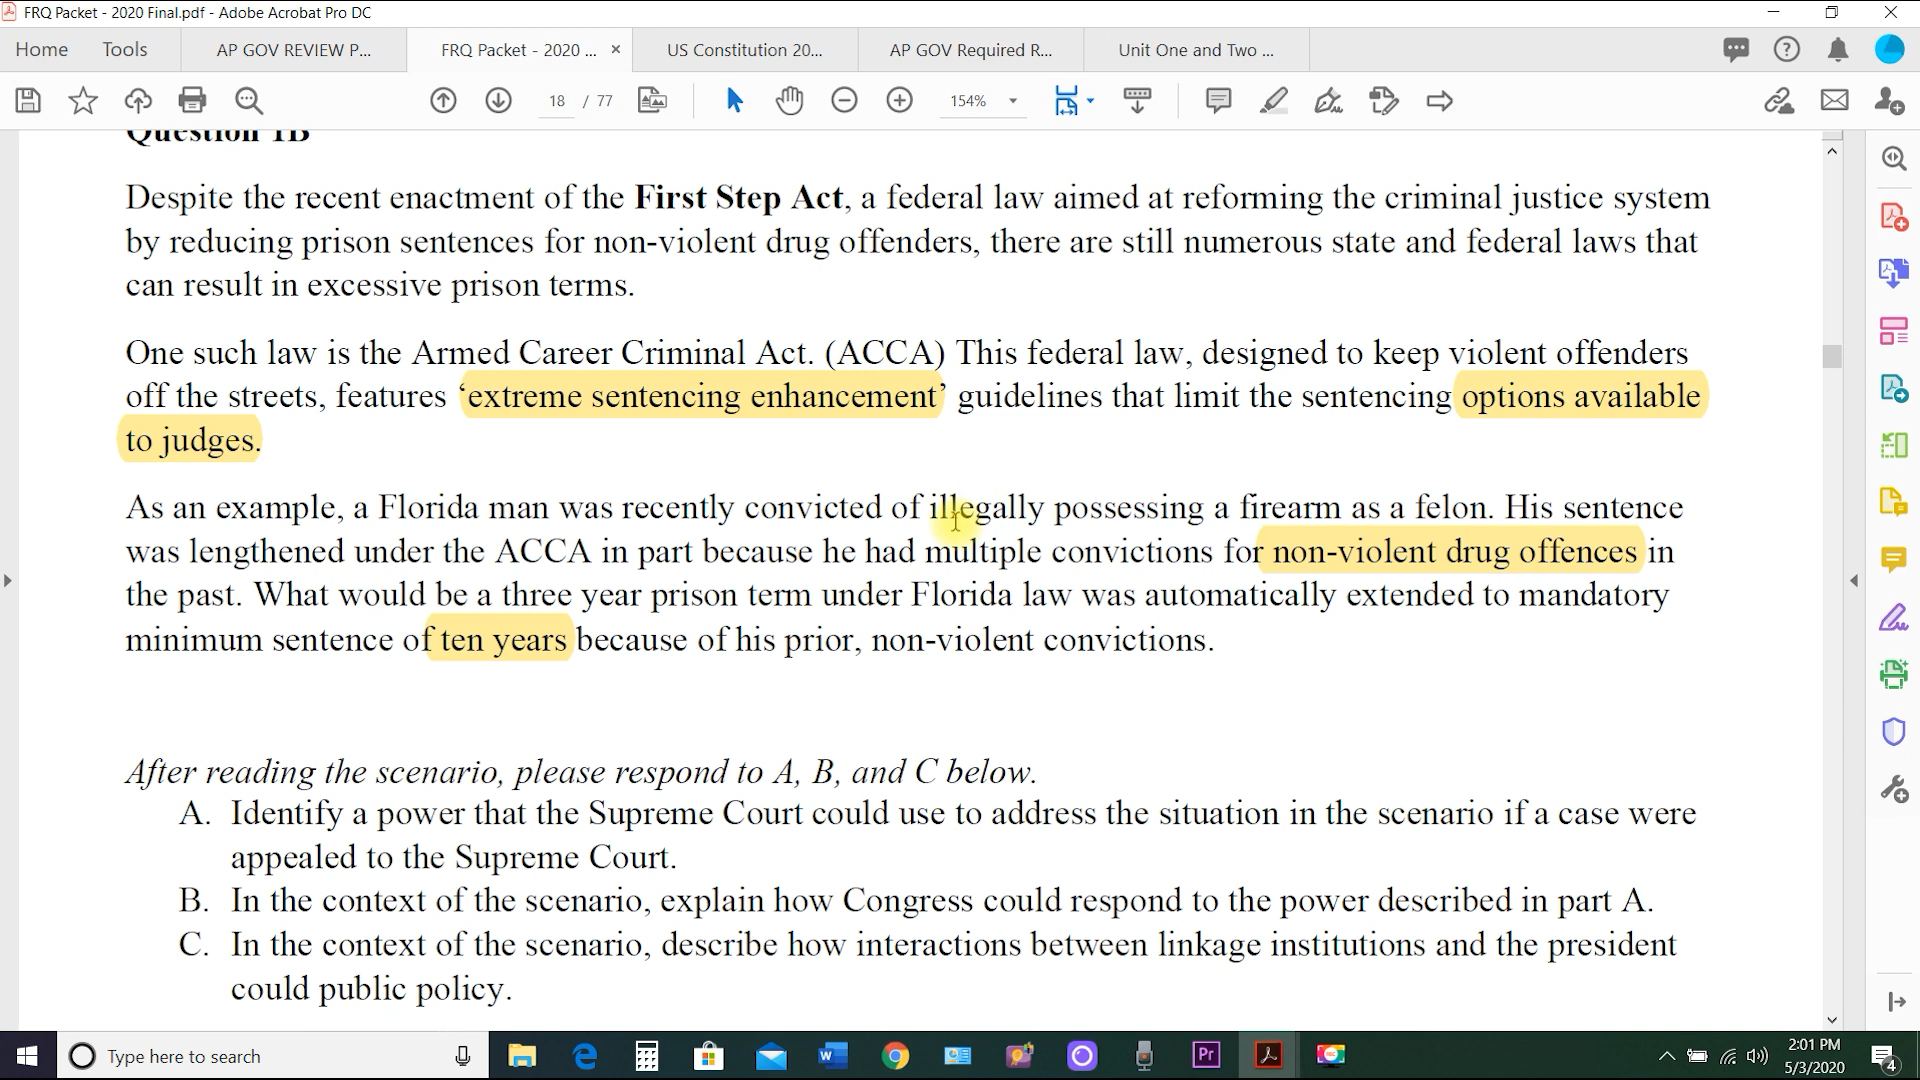 FRQ Packet - 2020 Final.pdf - Adobe Acrobat Pro DC
Home Tools AP GOV REVIEW P... FRQ Packet - 2020 ... × US Constitution 20... AP GOV Required R... Unit One and Two ...
18 / 77 154%
Question 1B
Despite the recent enactment of the First Step Act, a federal law aimed at reforming the criminal justice system
by reducing prison sentences for non-violent drug offenders, there are still numerous state and federal laws that
can result in excessive prison terms.
One such law is the Armed Career Criminal Act. (ACCA) This federal law, designed to keep violent offenders
off the streets, features ‘extreme sentencing enhancement’ guidelines that limit the sentencing options available
to judges.
As an example, a Florida man was recently convicted of illegally possessing a firearm as a felon. His sentence
was lengthened under the ACCA in part because he had multiple convictions for non-violent drug offences in
the past. What would be a three year prison term under Florida law was automatically extended to mandatory
minimum sentence of ten years because of his prior, non-violent convictions.
After reading the scenario, please respond to A, B, and C below.
A. Identify a power that the Supreme Court could use to address the situation in the scenario if a case were
appealed to the Supreme Court.
B. In the context of the scenario, explain how Congress could respond to the power described in part A.
C. In the context of the scenario, describe how interactions between linkage institutions and the president
could public policy.
Type here to search
Pr
2:01 PM
5/3/2020
4